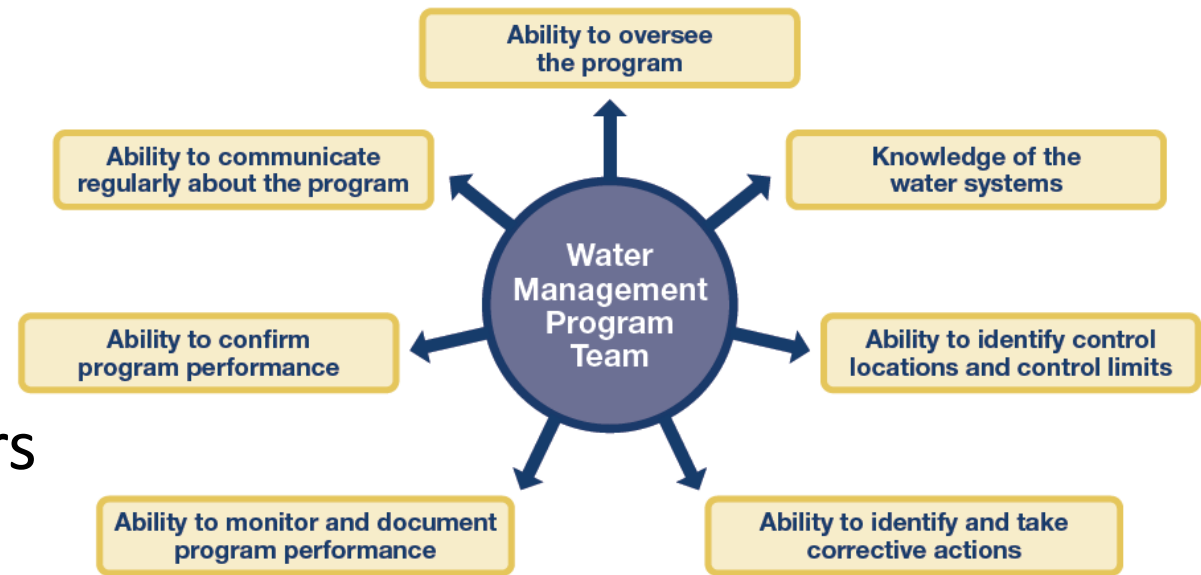 Ability to oversee
the program
Ability to communicate
regularly about the program
Knowledge of the
water systems
Water
Management
Program
Team
Ability to confirm
program performance
Ability to identify control
locations and control limits
rs
Ability to monitor and document
program performance
Ability to identify and take
corrective actions